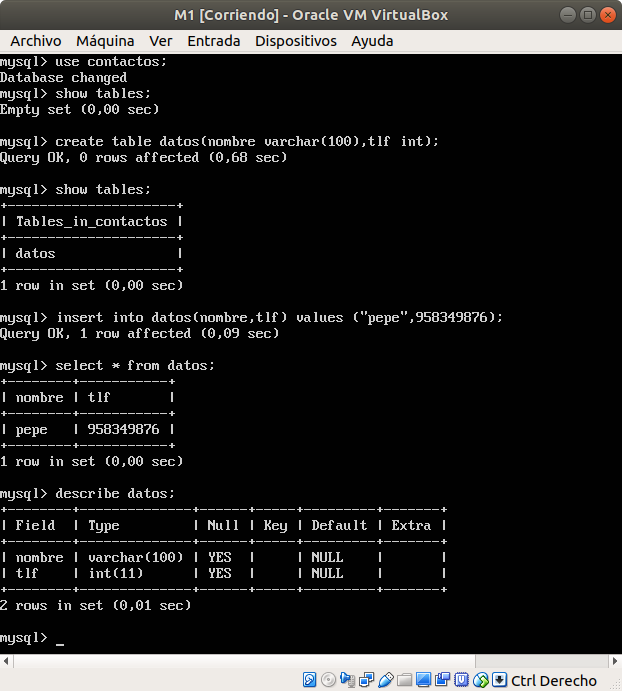 M1 [Corriendo] - Oracle VM VirtualBox
Archivo Máquina Ver Entrada Dispositivos Ayuda
mysql> use contactos;
Database changed
mysql> show tables;
Empty set (0,00 sec)
mysql> create table datos(nombre varchar(100),tlf int);
Query OK, 0 rows affected (0,68 sec)
mysql> show tables;
+---------------------+
| Tables_in_contactos |
+---------------------+
| datos               |
+---------------------+
1 row in set (0,00 sec)
mysql> insert into datos(nombre,tlf) values ("pepe",958349876);
Query OK, 1 row affected (0,09 sec)
mysql> select * from datos;
+--------+-----------+
| nombre | tlf       |
+--------+-----------+
| pepe   | 958349876 |
+--------+-----------+
1 row in set (0,00 sec)
mysql> describe datos;
+--------+--------------+------+-----+---------+-------+
| Field  | Type         | Null | Key | Default | Extra |
+--------+--------------+------+-----+---------+-------+
| nombre | varchar(100) | YES  |     | NULL    |       |
| tlf    | int(11)      | YES  |     | NULL    |       |
+--------+--------------+------+-----+---------+-------+
2 rows in set (0,01 sec)
mysql> _
Ctrl Derecho